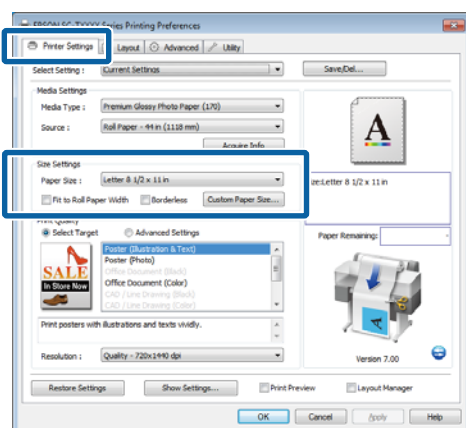 EPSON SC-TXXXX Series Printing Preferences
Printer Settings Layout Advanced Utility
Select Setting : Current Settings Save/Del...
Media Settings
Media Type : Premium Glossy Photo Paper (170)
Source : Roll Paper - 44 in (1118 mm)
Acquire Info
A
Size Settings
Paper Size : Letter 8 1/2 x 11 in
ize:Letter 8 1/2 x 11 in
Fit to Roll Paper Width Borderless Custom Paper Size...
Print Quality
Select Target Advanced Settings
Paper Remaining:
SALE
In Store Now
Poster (Illustration & Text)
Poster (Photo)
Office Document (Black)
Office Document (Color)
CAD / Line Drawing (Black)
CAD / Line Drawing (Color)
Print posters with illustrations and texts vividly.
Resolution : Quality - 720x1440 dpi
Version 7.00
Restore Settings Show Settings... Print Preview Layout Manager
OK Cancel Apply Help